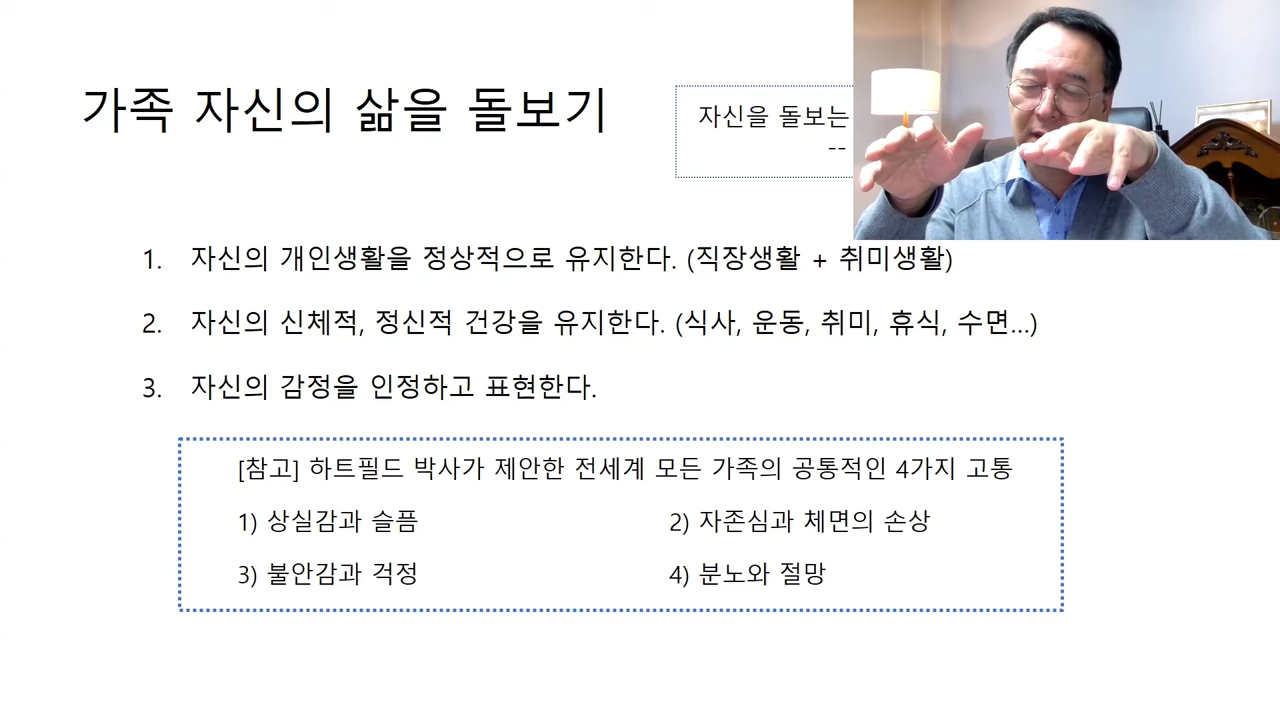 가족 자신의 삶을 돌보기
자신을 돌보는
--
1. 자신의 개인생활을 정상적으로 유지한다. (직장생활 + 취미생활)
2. 자신의 신체적, 정신적 건강을 유지한다. (식사, 운동, 취미, 휴식, 수면...)
3. 자신의 감정을 인정하고 표현한다.
[참고] 하트필드 박사가 제안한 전세계 모든 가족의 공통적인 4가지 고통
1) 상실감과 슬픔 2) 자존심과 체면의 손상
3) 불안감과 걱정 4) 분노와 절망